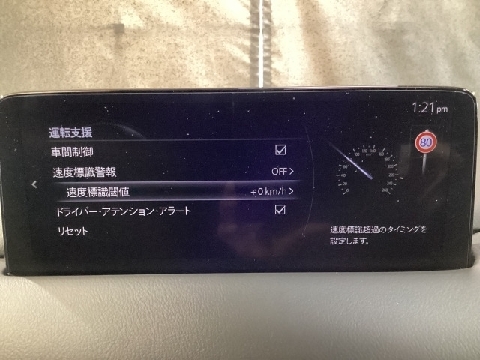 1:21 pm
運転支援
車間制御
速度標識警報 OFF>
速度標識閾値 +0km/h>
ドライバー・アテンション・アラート
リセット
80
速度標識超過のタイミングを
設定します。